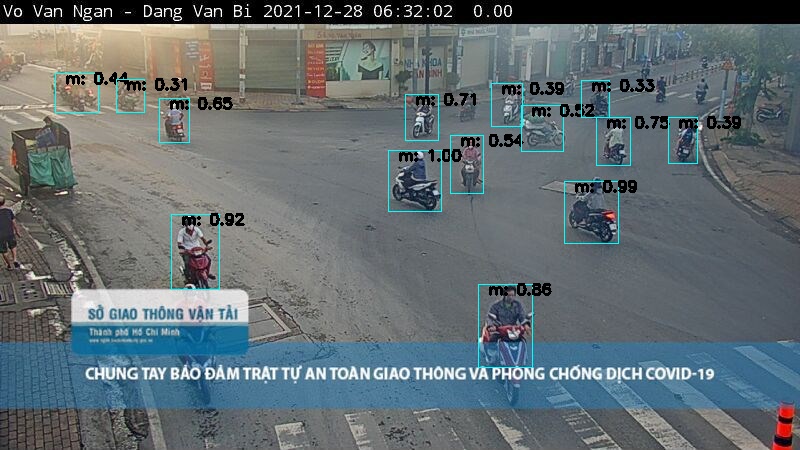 Vo Van Ngan - Dang Van Bi 2021-12-28 06:32:02 0.00
m: 0.44
m: 0.31
m: 0.65
m: 0.71
m: 0.39
m: 0.52
m: 0.33
m: 0.75
m: 0.39
m: 1.00
m: 0.54
m: 0.99
m: 0.92
m: 0.86
SỞ GIAO THÔNG VẬN TẢI
Thành phố Hồ Chí Minh
CHUNG TAY BẢO ĐẢM TRẬT TỰ AN TOÀN GIAO THÔNG VÀ PHÒNG CHỐNG DỊCH COVID-19